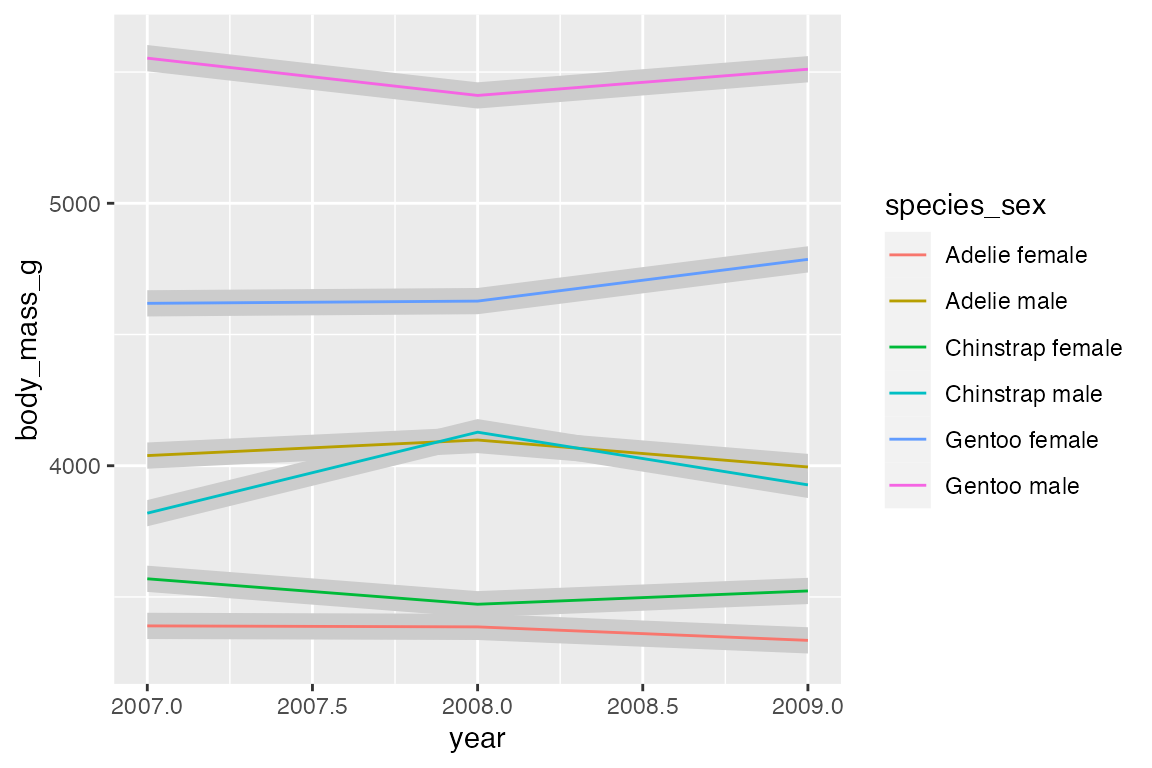 5000
4000
body_mass_g
2007.0 2007.5 2008.0 2008.5 2009.0
year
species_sex
Adelie female
Adelie male
Chinstrap female
Chinstrap male
Gentoo female
Gentoo male